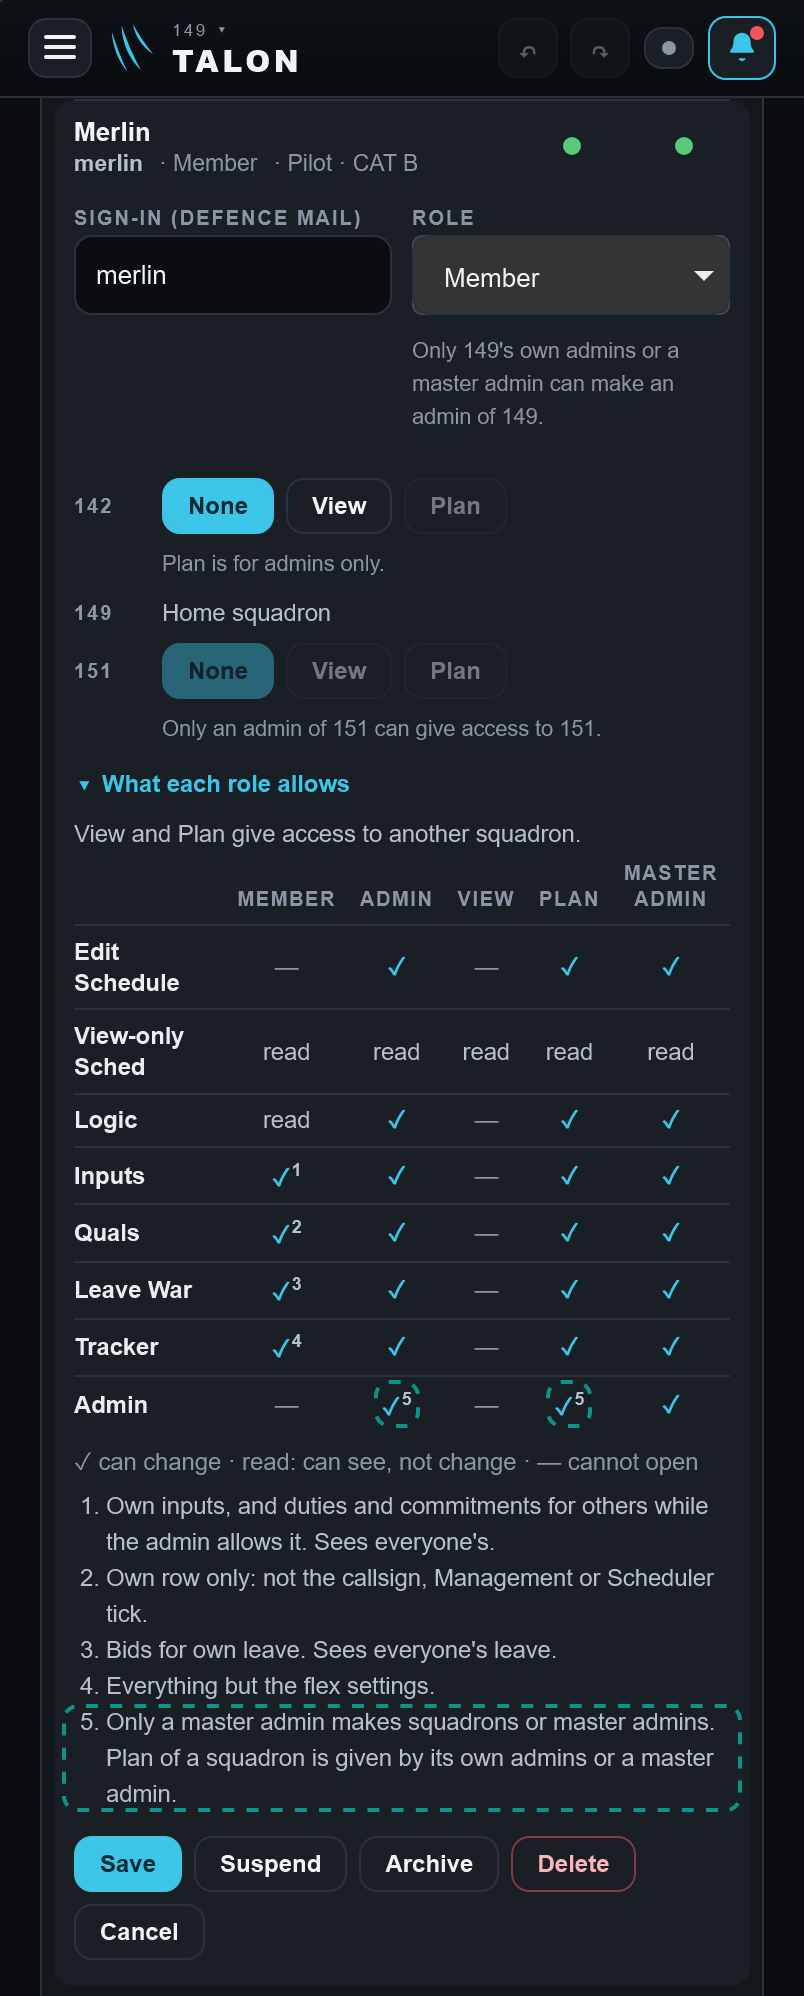 149 ▾
TALON
Merlin
merlin · Member · Pilot · CAT B
SIGN-IN (DEFENCE MAIL) ROLE
merlin Member
Only 149's own admins or a
master admin can make an
admin of 149.
142 None View Plan
Plan is for admins only.
149 Home squadron
151 None View Plan
Only an admin of 151 can give access to 151.
▾ What each role allows
View and Plan give access to another squadron.
MASTER
MEMBER ADMIN VIEW PLAN ADMIN
Edit
Schedule — ✓ — ✓ ✓
View-only
Sched read read read read read
Logic read ✓ — ✓ ✓
Inputs ✓1 ✓ — ✓ ✓
Quals ✓2 ✓ — ✓ ✓
Leave War ✓3 ✓ — ✓ ✓
Tracker ✓4 ✓ — ✓ ✓
Admin — ✓5 — ✓5 ✓
✓ can change · read: can see, not change · — cannot open
1. Own inputs, and duties and commitments for others while
the admin allows it. Sees everyone's.
2. Own row only: not the callsign, Management or Scheduler
tick.
3. Bids for own leave. Sees everyone's leave.
4. Everything but the flex settings.
5. Only a master admin makes squadrons or master admins.
Plan of a squadron is given by its own admins or a master
admin.
Save Suspend Archive Delete
Cancel